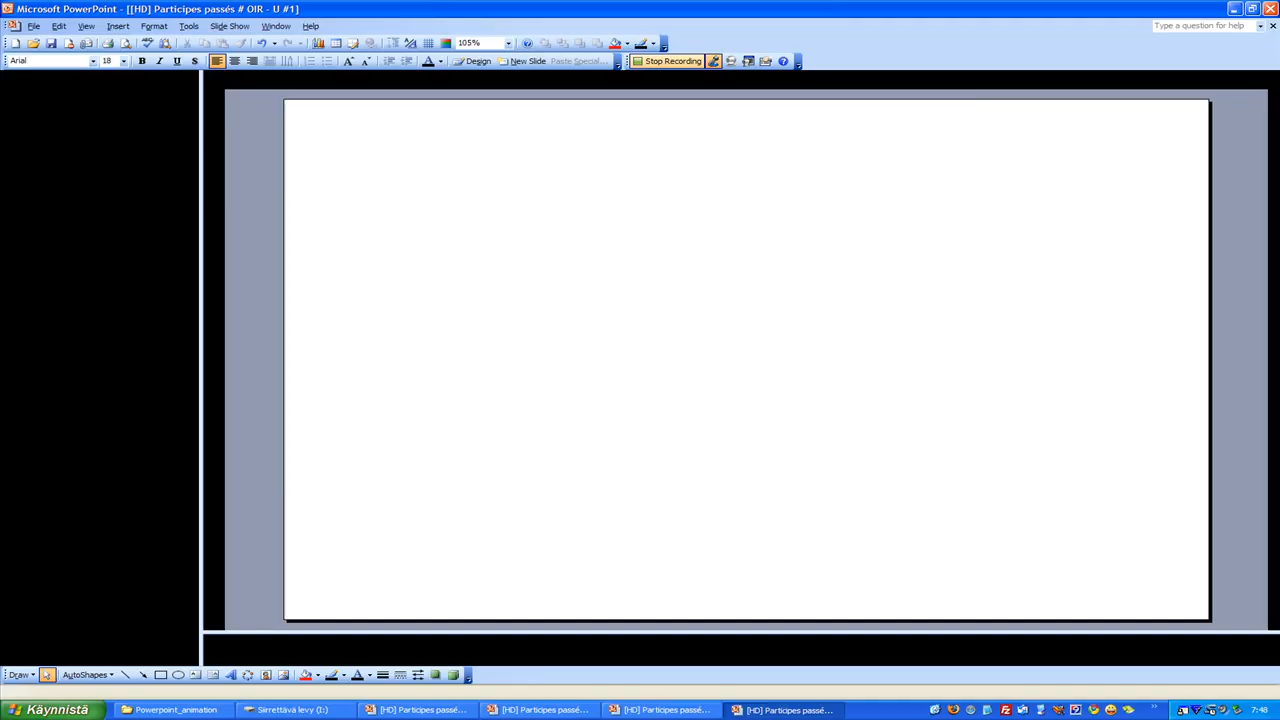 Microsoft PowerPoint - [[HD] Participes passés # OIR - U #1]
File Edit View Insert Format Tools Slide Show Window Help
Type a question for help
105%
Arial 18 B I U S Design New Slide Paste Special... Stop Recording
Draw AutoShapes
Käynnistä Powerpoint_animation Siirrettävä levy (I:) [HD] Participes passé... [HD] Participes passé... [HD] Participes passé... [HD] Participes passé... 7:48